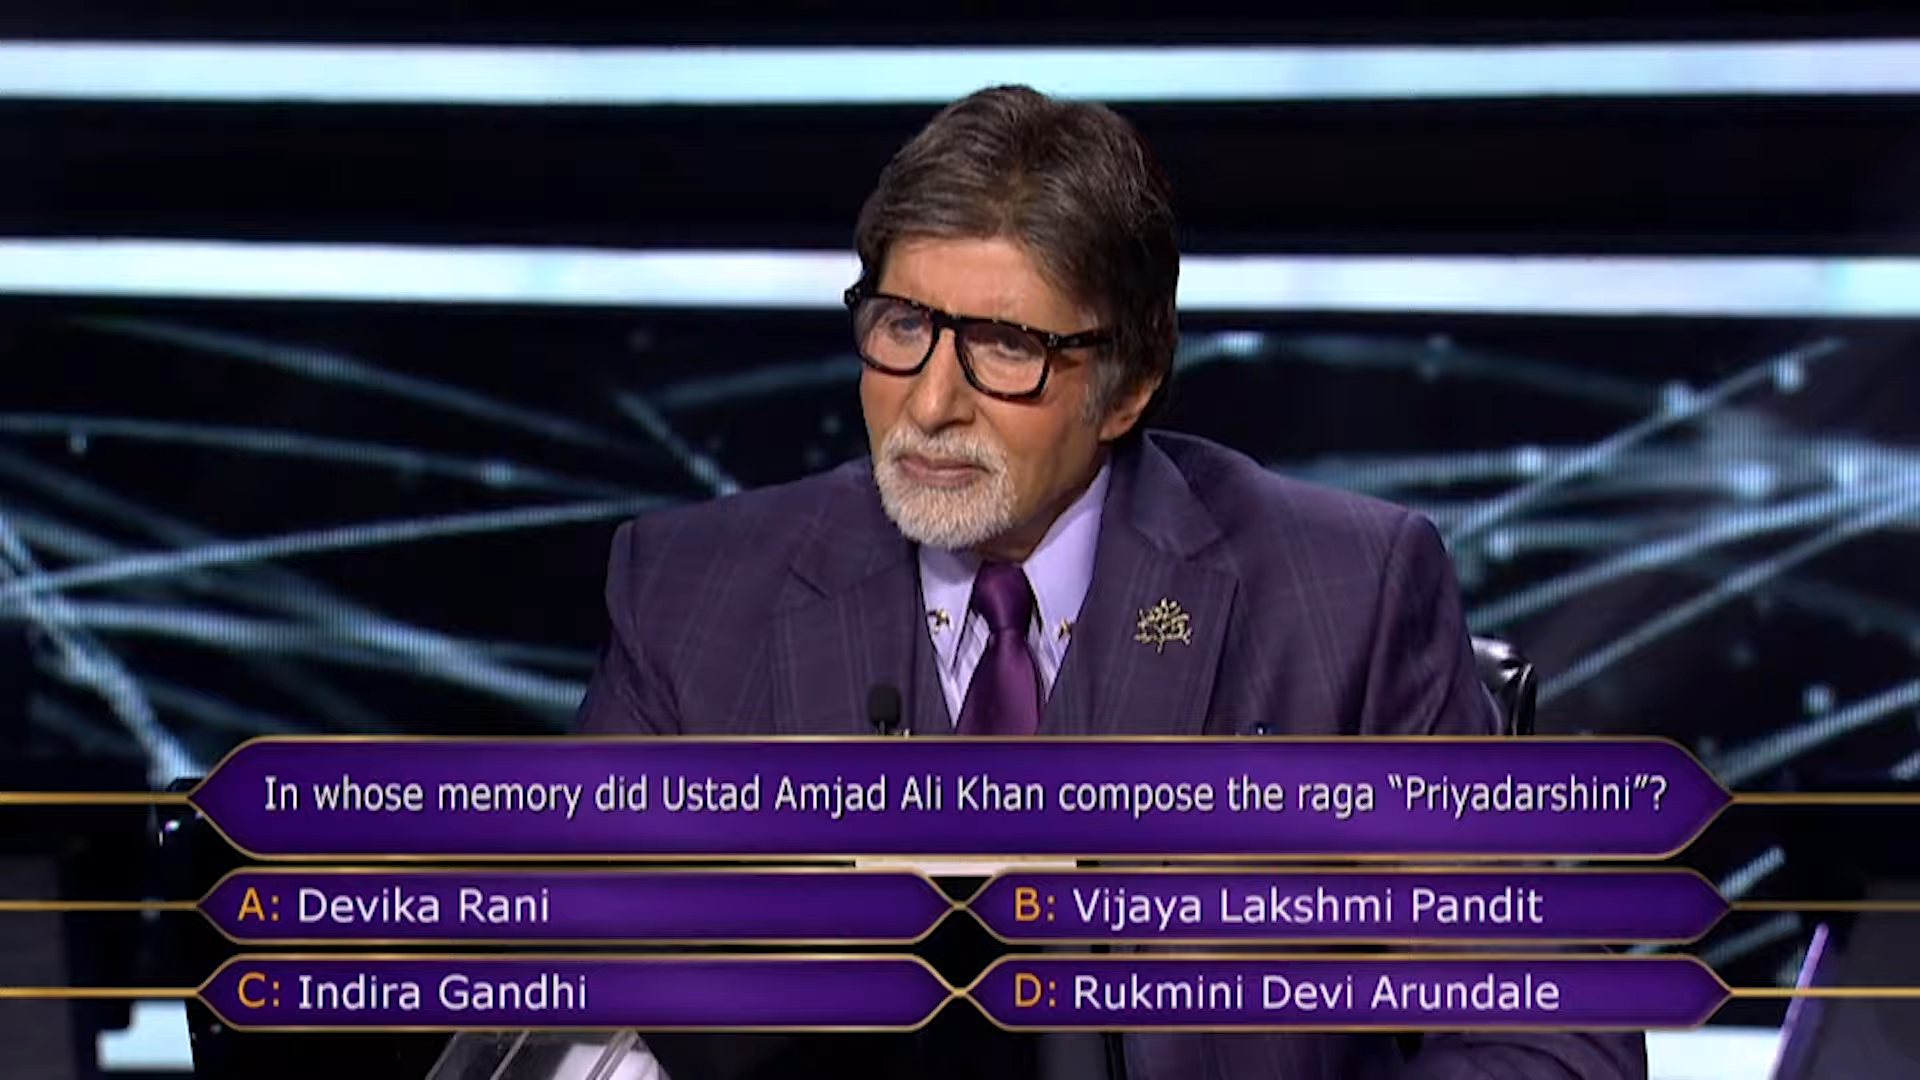 In whose memory did Ustad Amjad Ali Khan compose the raga “Priyadarshini”?
A: Devika Rani
B: Vijaya Lakshmi Pandit
C: Indira Gandhi
D: Rukmini Devi Arundale